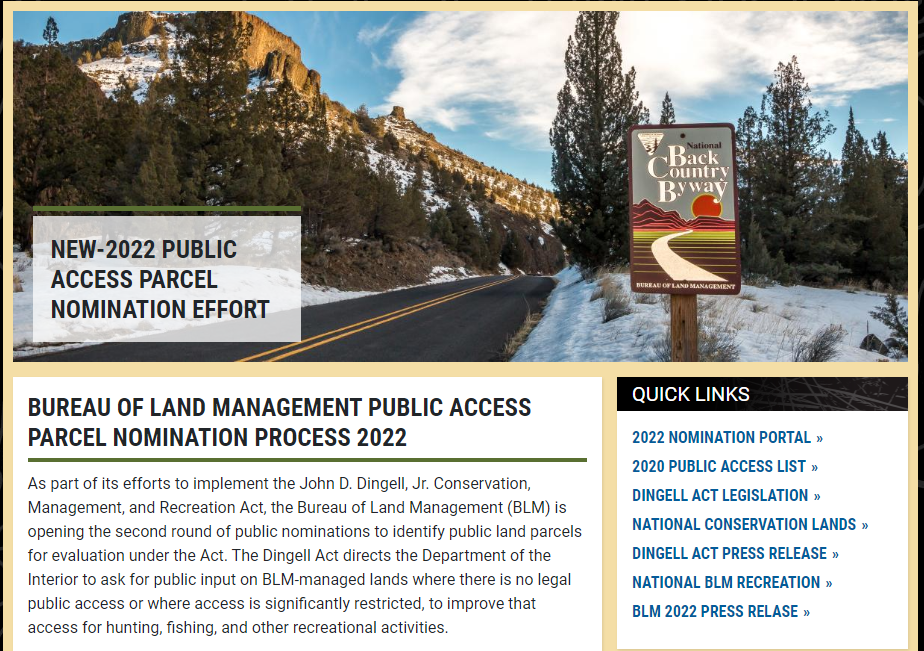 National
Back
Country
Byway
BUREAU OF LAND MANAGEMENT
NEW-2022 PUBLIC
ACCESS PARCEL
NOMINATION EFFORT
BUREAU OF LAND MANAGEMENT PUBLIC ACCESS
PARCEL NOMINATION PROCESS 2022
As part of its efforts to implement the John D. Dingell, Jr. Conservation,
Management, and Recreation Act, the Bureau of Land Management (BLM) is
opening the second round of public nominations to identify public land parcels
for evaluation under the Act. The Dingell Act directs the Department of the
Interior to ask for public input on BLM-managed lands where there is no legal
public access or where access is significantly restricted, to improve that
access for hunting, fishing, and other recreational activities.
QUICK LINKS
2022 NOMINATION PORTAL »
2020 PUBLIC ACCESS LIST »
DINGELL ACT LEGISLATION »
NATIONAL CONSERVATION LANDS »
DINGELL ACT PRESS RELEASE »
NATIONAL BLM RECREATION »
BLM 2022 PRESS RELASE »